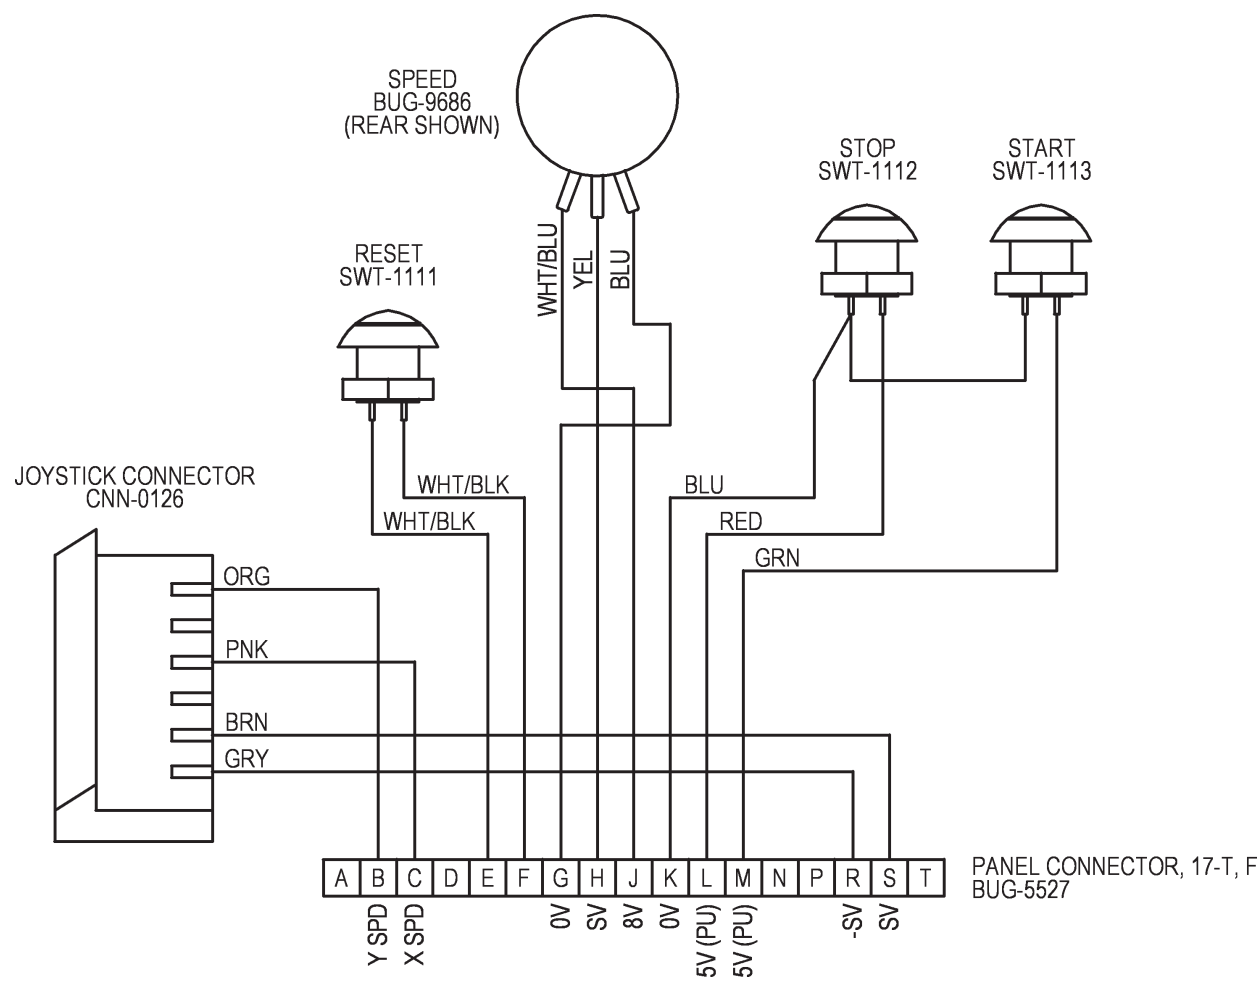 SPEED
BUG-9686
(REAR SHOWN)
STOP
SWT-1112
START
SWT-1113
RESET
SWT-1111
WHT/BLU
YEL
BLU
JOYSTICK CONNECTOR
CNN-0126
WHT/BLK
BLU
WHT/BLK
RED
GRN
ORG
PNK
BRN
GRY
A B C D E F G H J K L M N P R S T
PANEL CONNECTOR, 17-T, F
BUG-5527
Y SPD
X SPD
0V
SV
8V
0V
5V (PU)
5V (PU)
-SV
SV